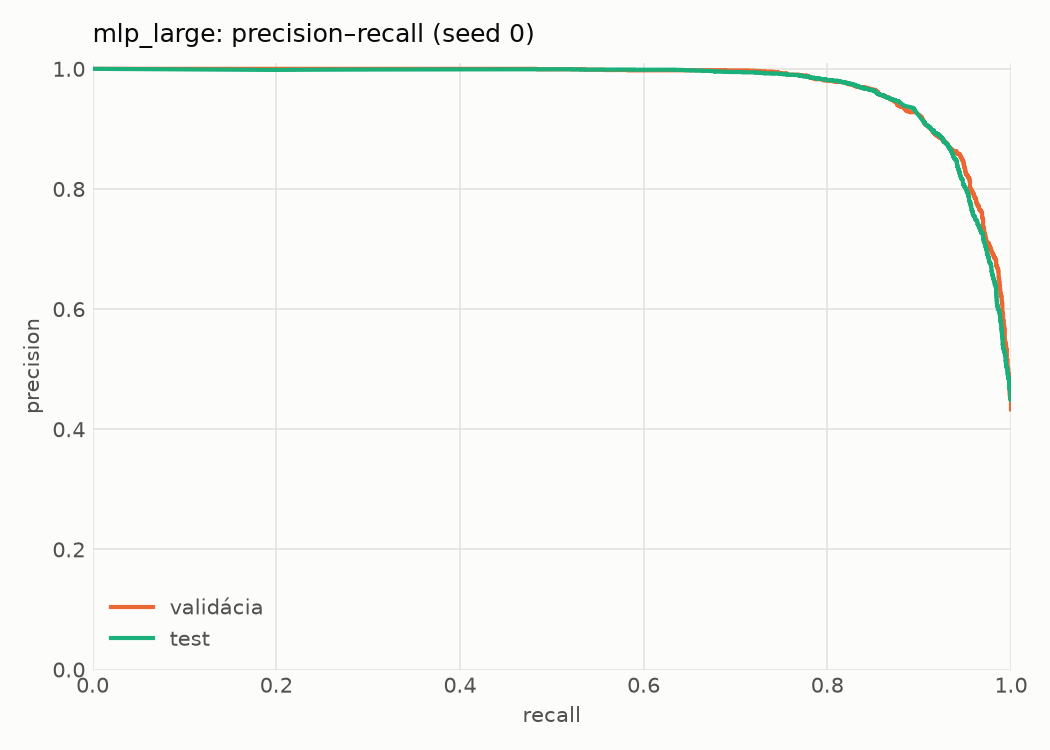 mlp_large: precision–recall (seed 0)
1.0
0.8
0.6
0.4
0.2
0.0
precision
validácia
test
0.0 0.2 0.4 0.6 0.8 1.0
recall